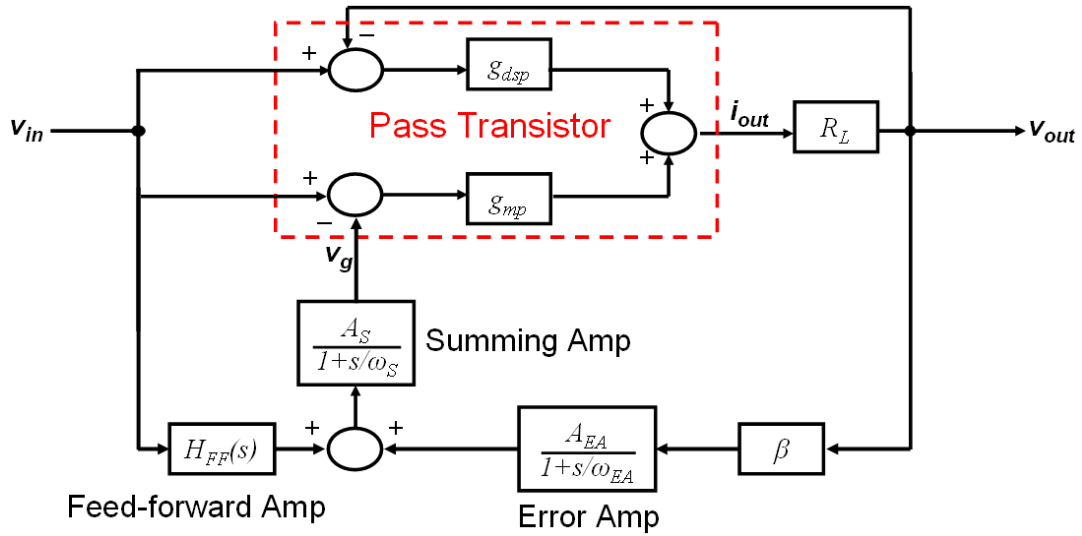 −
+
g_dsp
Pass Transistor
v_in
+
+
i_out
R_L
v_out
+
−
g_mp
v_g
A_S
1+s/ω_S
Summing Amp
H_FF(s)
+
+
A_EA
1+s/ω_EA
β
Feed-forward Amp
Error Amp